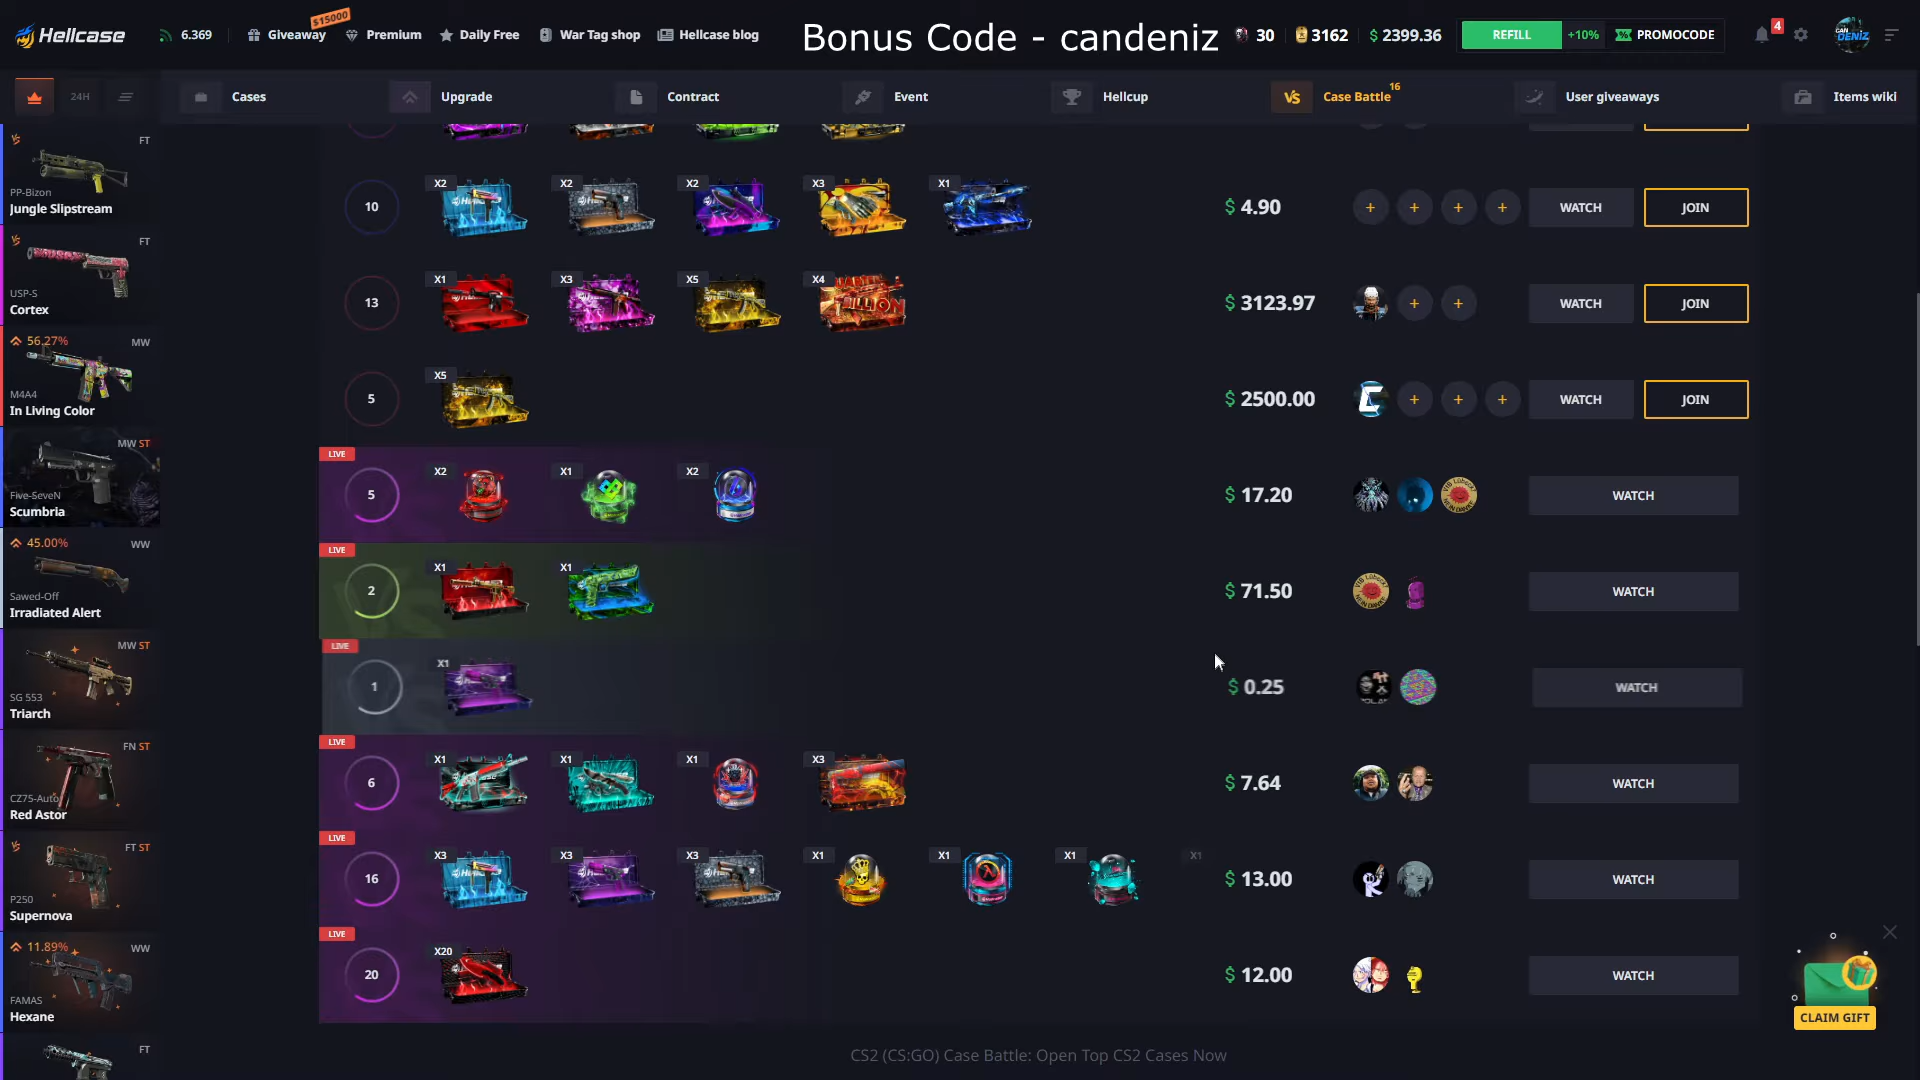 Hellcase
6.369
Giveaway
$15000
Premium
Daily Free
War Tag shop
Hellcase blog
Bonus Code - candeniz
30
3162
$ 2399.36
REFILL
+10%
PROMOCODE
4
24H
Cases
Upgrade
Contract
Event
Hellcup
VS
Case Battle
16
User giveaways
Items wiki
FT
PP-Bizon
Jungle Slipstream
FT
USP-S
Cortex
56.27%
MW
M4A4
In Living Color
MW ST
Five-SeveN
Scumbria
45.00%
WW
Sawed-Off
Irradiated Alert
MW ST
SG 553
Triarch
FN ST
CZ75-Auto
Red Astor
FT ST
P250
Supernova
11.89%
WW
FAMAS
Hexane
FT
10
X2
X2
X2
X3
X1
$ 4.90
+ + + +
WATCH
JOIN
13
X1
X3
X5
X4
$ 3123.97
+ +
WATCH
JOIN
5
X5
$ 2500.00
+ + +
WATCH
JOIN
LIVE
5
X2
X1
X2
$ 17.20
WATCH
LIVE
2
X1
X1
$ 71.50
WATCH
LIVE
1
X1
$ 0.25
WATCH
LIVE
6
X1
X1
X1
X3
$ 7.64
WATCH
LIVE
16
X3
X3
X3
X1
X1
X1
X1
$ 13.00
WATCH
LIVE
20
X20
$ 12.00
WATCH
CLAIM GIFT
CS2 (CS:GO) Case Battle: Open Top CS2 Cases Now